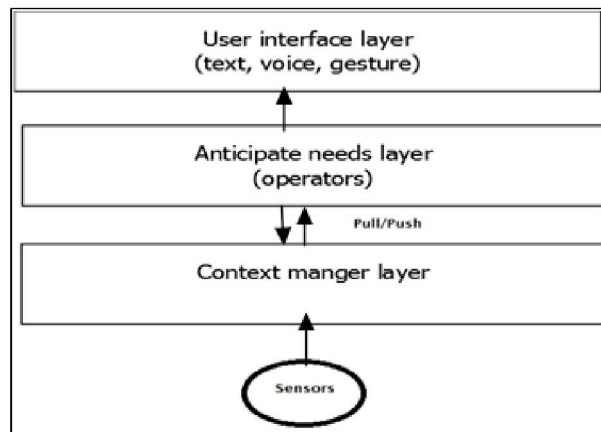 User interface layer
(text, voice, gesture)
Anticipate needs layer
(operators)
Pull/Push
Context manger layer
Sensors